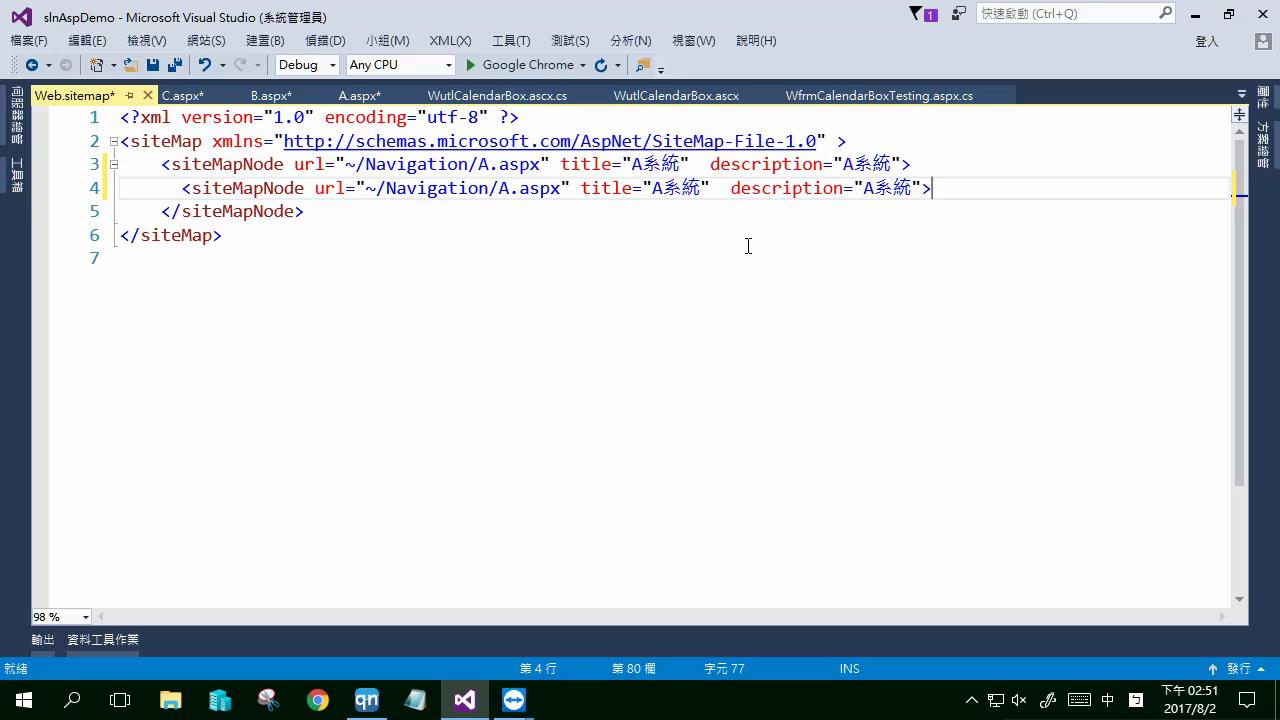 slnAspDemo - Microsoft Visual Studio (系統管理員)
1
快速啟動 (Ctrl+Q)
檔案(F) 編輯(E) 檢視(V) 網站(S) 建置(B) 偵錯(D) 小組(M) XML(X) 工具(T) 測試(S) 分析(N) 視窗(W) 說明(H)
登入
Debug Any CPU Google Chrome
伺服器總管
工具箱
Web.sitemap* C.aspx* B.aspx* A.aspx* WutlCalendarBox.ascx.cs WutlCalendarBox.ascx WfrmCalendarBoxTesting.aspx.cs
屬性
方案總管
1 <?xml version="1.0" encoding="utf-8" ?>
2 <siteMap xmlns="http://schemas.microsoft.com/AspNet/SiteMap-File-1.0" >
3 <siteMapNode url="~/Navigation/A.aspx" title="A系統"  description="A系統">
4 <siteMapNode url="~/Navigation/A.aspx" title="A系統"  description="A系統">
5 </siteMapNode>
6 </siteMap>
7
98 %
輸出 資料工具作業
就緒 第 4 行 第 80 欄 字元 77 INS 發行
qn
中
下午 02:51
2017/8/2